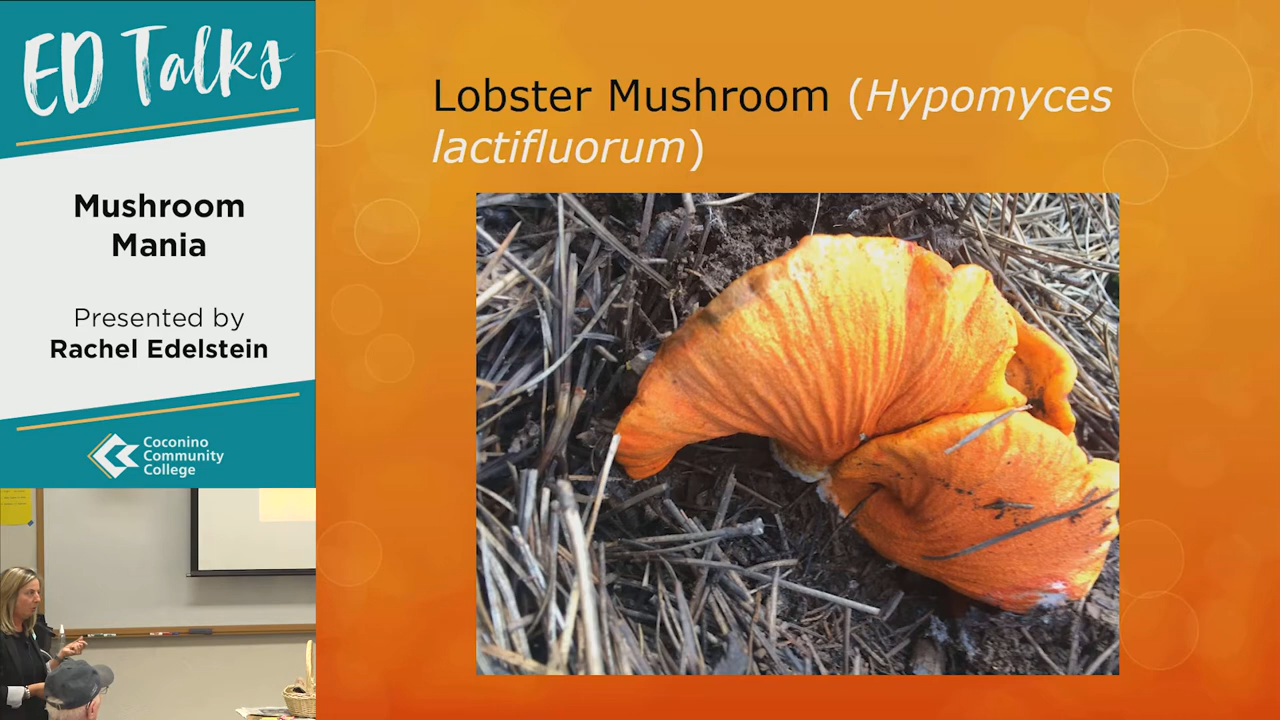 ED Talks
Mushroom
Mania
Presented by
Rachel Edelstein
Coconino
Community
College
Lobster Mushroom (Hypomyces
lactifluorum)